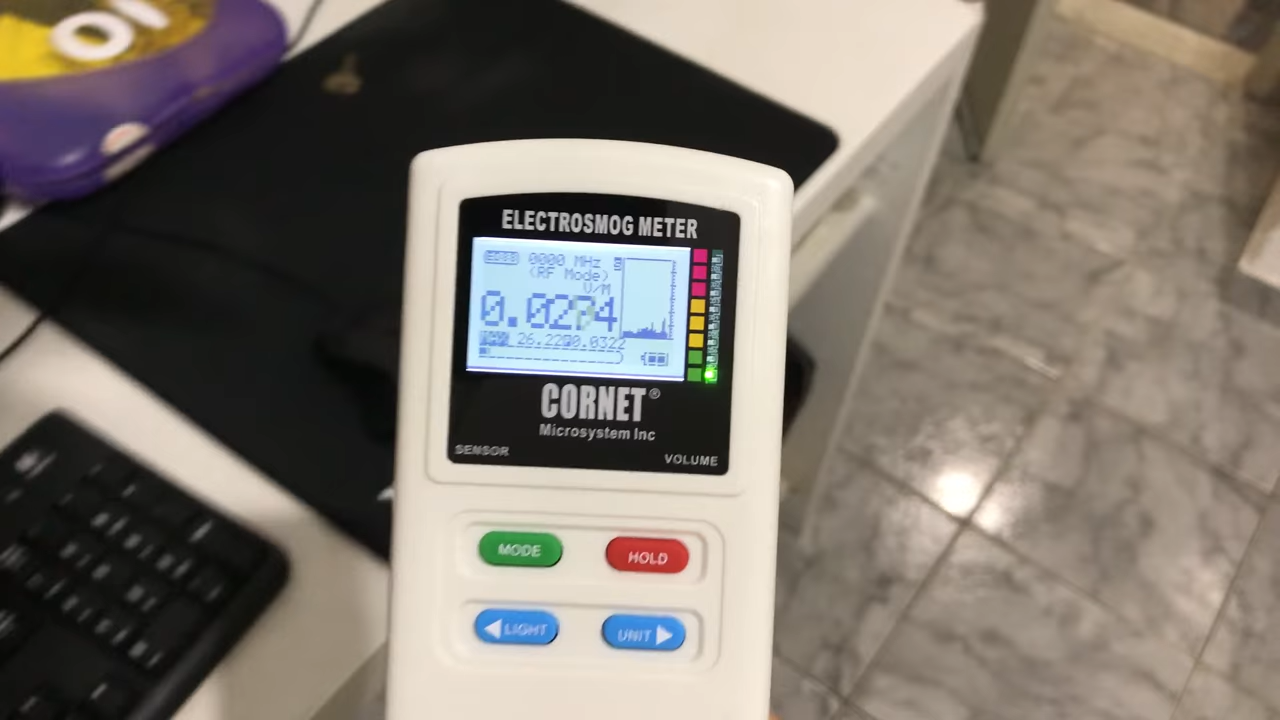 ELECTROSMOG METER
0000 MHz
(RF Mode)
V/M
CORNET®
Microsystem Inc
SENSOR
VOLUME
MODE
HOLD
LIGHT
UNIT